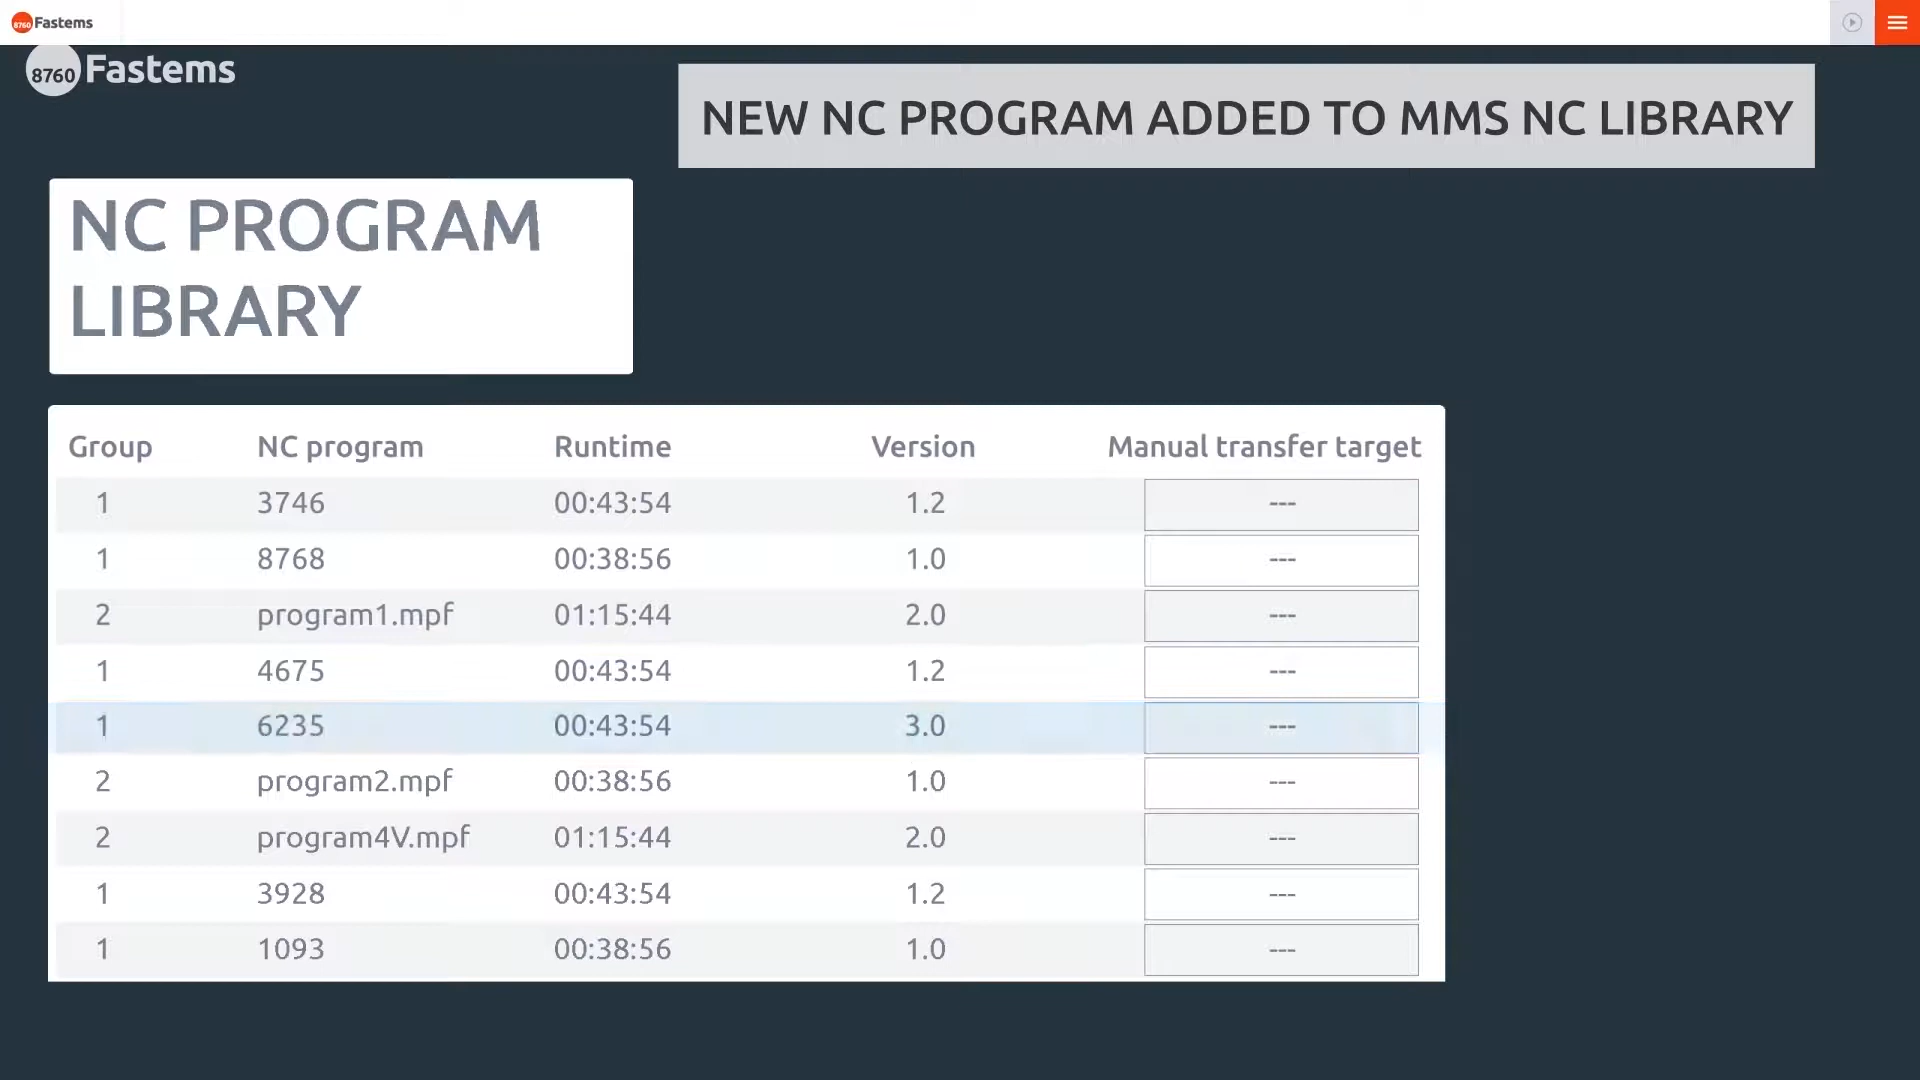 8760 Fastems
8760 Fastems
NEW NC PROGRAM ADDED TO MMS NC LIBRARY
NC PROGRAM
LIBRARY
Group NC program Runtime Version Manual transfer target
1 3746 00:43:54 1.2 ---
1 8768 00:38:56 1.0 ---
2 program1.mpf 01:15:44 2.0 ---
1 4675 00:43:54 1.2 ---
1 6235 00:43:54 3.0 ---
2 program2.mpf 00:38:56 1.0 ---
2 program4V.mpf 01:15:44 2.0 ---
1 3928 00:43:54 1.2 ---
1 1093 00:38:56 1.0 ---